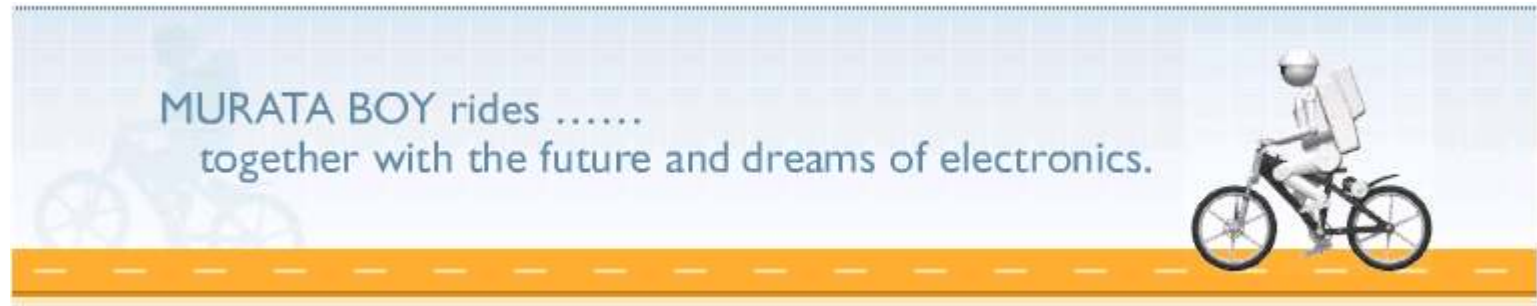 MURATA BOY rides ......
together with the future and dreams of electronics.